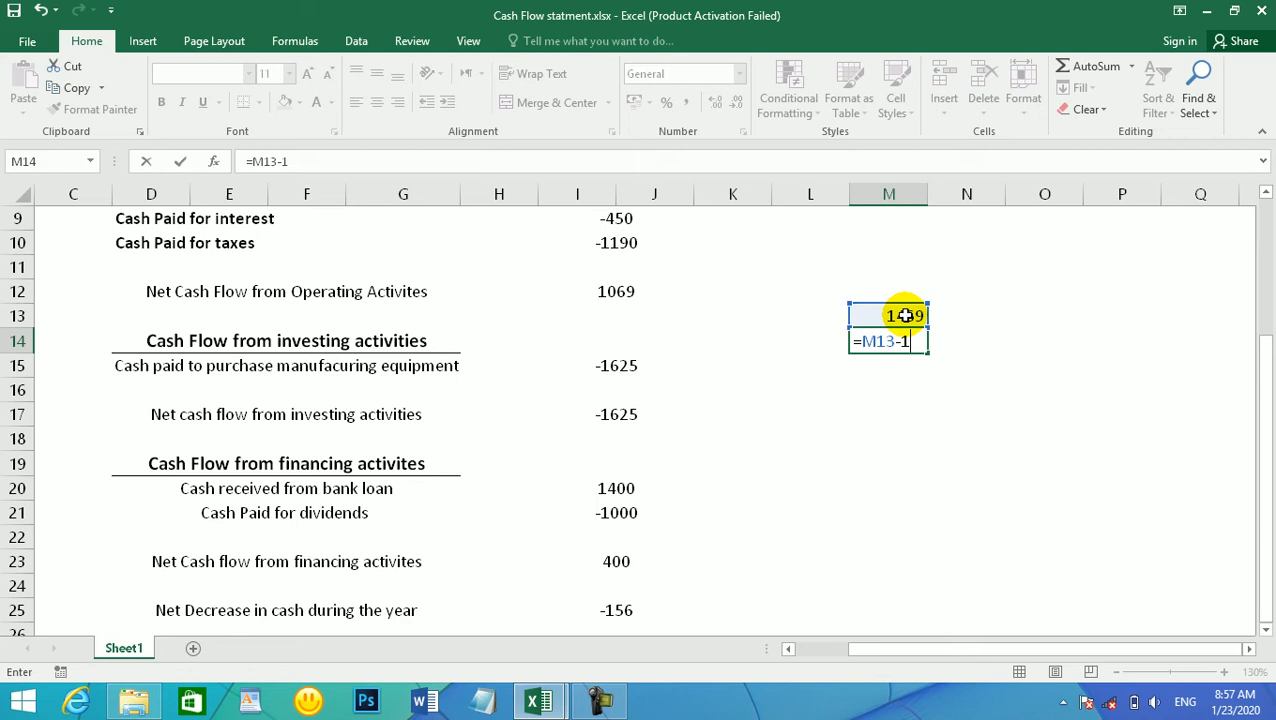 Cash Flow statment.xlsx - Excel (Product Activation Failed)
File Home Insert Page Layout Formulas Data Review View Tell me what you want to do... Sign in Share
Paste
Cut
Copy
Format Painter
Clipboard
11
B I U
Font
Wrap Text
Merge & Center
Alignment
General
% ,
Number
Conditional Formatting
Format as Table
Cell Styles
Styles
Insert Delete Format
Cells
AutoSum
Fill
Clear
Sort & Filter
Find & Select
Editing
M14 fx =M13-1
C D E F G H I J K L M N O P Q
9 Cash Paid for interest -450
10 Cash Paid for taxes -1190
11
12 Net Cash Flow from Operating Activites 1069
13
14 Cash Flow from investing activities =M13-1
15 Cash paid to purchase manufacuring equipment -1625
16
17 Net cash flow from investing activities -1625
18
19 Cash Flow from financing activites
20 Cash received from bank loan 1400
21 Cash Paid for dividends -1000
22
23 Net Cash flow from financing activites 400
24
25 Net Decrease in cash during the year -156
26
Sheet1
Enter 130%
ENG 8:57 AM
1/23/2020